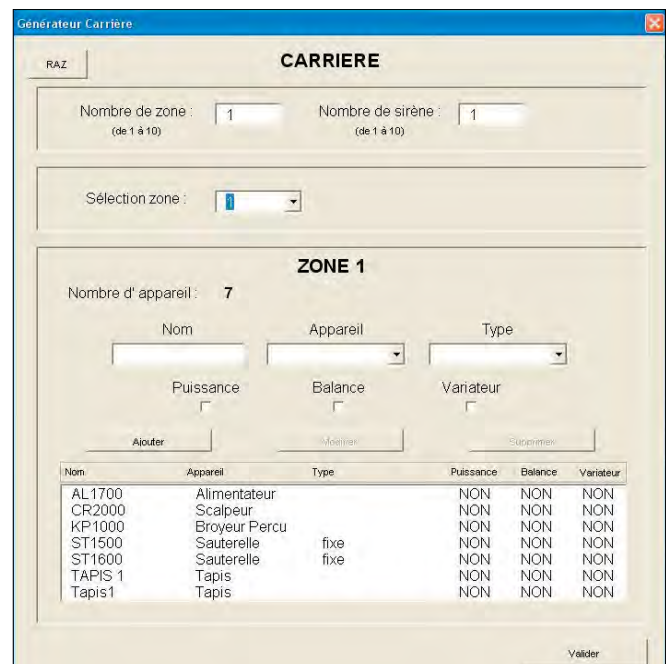 Générateur Carrière
RAZ
CARRIERE
Nombre de zone : 1 Nombre de sirène : 1
(de 1 à 10) (de 1 à 10)
Sélection zone : 1
ZONE 1
Nombre d' appareil : 7
Nom Appareil Type
Puissance Balance Variateur
Ajouter Modifier Supprimer
Nom Appareil Type Puissance Balance Variateur
AL1700 Alimentateur NON NON NON
CR2000 Scalpeur NON NON NON
KP1000 Broyeur Percu NON NON NON
ST1500 Sauterelle fixe NON NON NON
ST1600 Sauterelle fixe NON NON NON
TAPIS 1 Tapis NON NON NON
Tapis1 Tapis NON NON NON
Valider